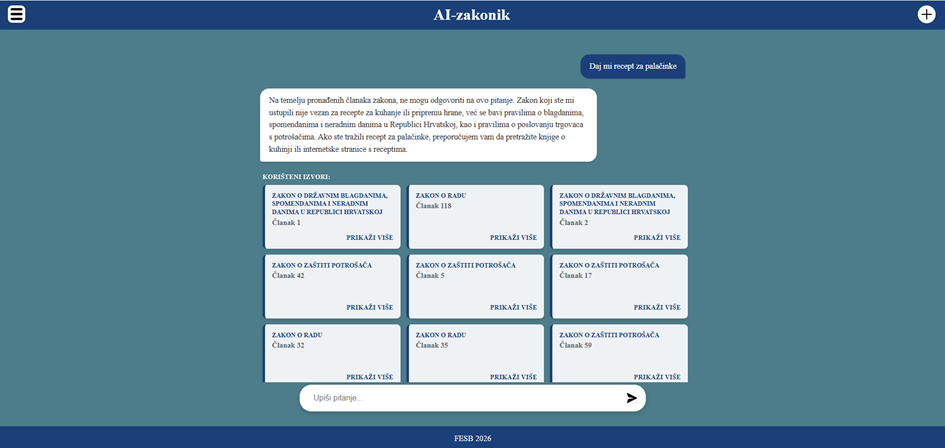 AI-zakonik
Daj mi recept za palačinke
Na temelju pronađenih članaka zakona, ne mogu odgovoriti na ovo pitanje. Zakon koji ste mi
ustupili nije vezan za recepte za kuhanje ili pripremu hrane, već se bavi pravilima o blagdanima,
spomendanima i neradnim danima u Republici Hrvatskoj, kao i pravilima o poslovanju trgovaca
s potrošačima. Ako ste tražili recept za palačinke, preporučujem vam da pretražite knjige o
kuhinji ili internetske stranice s receptima.
KORIŠTENI IZVORI:
ZAKON O DRŽAVNIM BLAGDANIMA,
SPOMENDANIMA I NERADNIM
DANIMA U REPUBLICI HRVATSKOJ
Članak 1
PRIKAŽI VIŠE
ZAKON O RADU
Članak 118
PRIKAŽI VIŠE
ZAKON O DRŽAVNIM BLAGDANIMA,
SPOMENDANIMA I NERADNIM
DANIMA U REPUBLICI HRVATSKOJ
Članak 2
PRIKAŽI VIŠE
ZAKON O ZAŠTITI POTROŠAČA
Članak 42
PRIKAŽI VIŠE
ZAKON O ZAŠTITI POTROŠAČA
Članak 5
PRIKAŽI VIŠE
ZAKON O ZAŠTITI POTROŠAČA
Članak 17
PRIKAŽI VIŠE
ZAKON O RADU
Članak 32
PRIKAŽI VIŠE
ZAKON O RADU
Članak 35
PRIKAŽI VIŠE
ZAKON O ZAŠTITI POTROŠAČA
Članak 59
PRIKAŽI VIŠE
Upiši pitanje...
FESB 2026